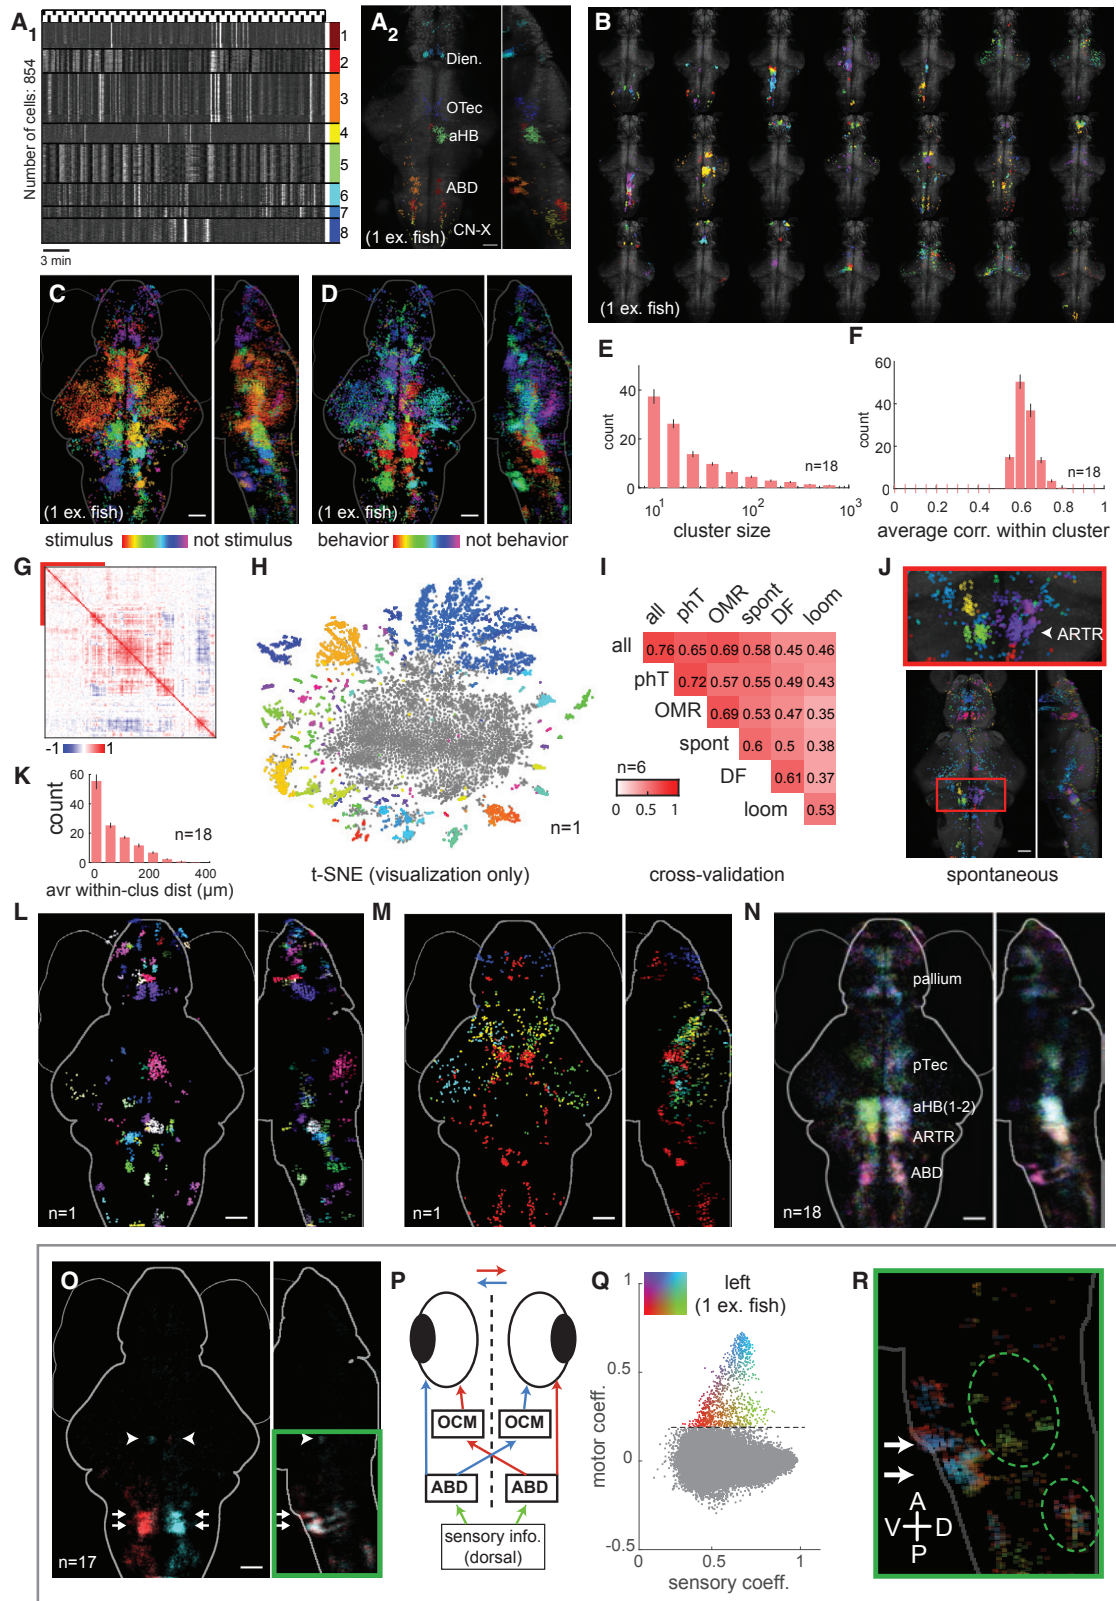 A1
Number of cells: 854
1
2
3
4
5
6
7
8
3 min
A2
Dien.
OTec
aHB
ABD
CN-X
(1 ex. fish)
B
(1 ex. fish)
C
(1 ex. fish)
stimulus
not stimulus
D
(1 ex. fish)
behavior
not behavior
E
count
40
20
0
10^1
10^2
10^3
n=18
cluster size
F
count
60
40
20
0
0
0.2
0.4
0.6
0.8
1
n=18
average corr. within cluster
G
-1
1
H
n=1
t-SNE (visualization only)
I
all
phT
OMR
spont
DF
loom
all 0.76 0.65 0.69 0.58 0.45 0.46
phT 0.72 0.57 0.55 0.49 0.43
OMR 0.69 0.53 0.47 0.35
spont 0.6 0.5 0.38
DF 0.61 0.37
loom 0.53
n=6
0 0.5 1
cross-validation
J
ARTR
spontaneous
K
count
60
40
20
0
n=18
0 200 400
avr within-clus dist (µm)
L
n=1
M
n=1
N
pallium
pTec
aHB(1-2)
ARTR
ABD
n=18
O
n=17
P
OCM
OCM
ABD
ABD
sensory info.
(dorsal)
Q
left
(1 ex. fish)
motor coeff.
1
0.5
0
-0.5
0
0.5
1
sensory coeff.
R
A
V
D
P